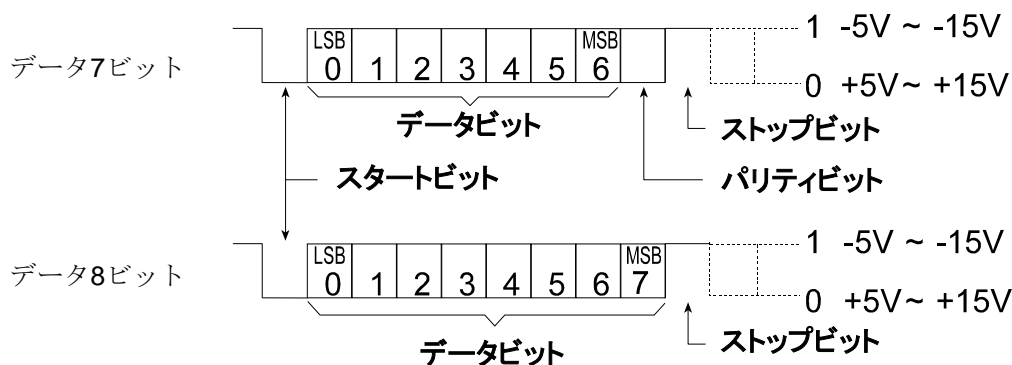 1 -5V ~ -15V
LSB MSB
データ7ビット
0 1 2 3 4 5 6
0 +5V~ +15V
データビット
ストップビット
スタートビット
パリティビット
1 -5V ~ -15V
LSB MSB
データ8ビット
0 1 2 3 4 5 6 7
0 +5V~ +15V
ストップビット
データビット